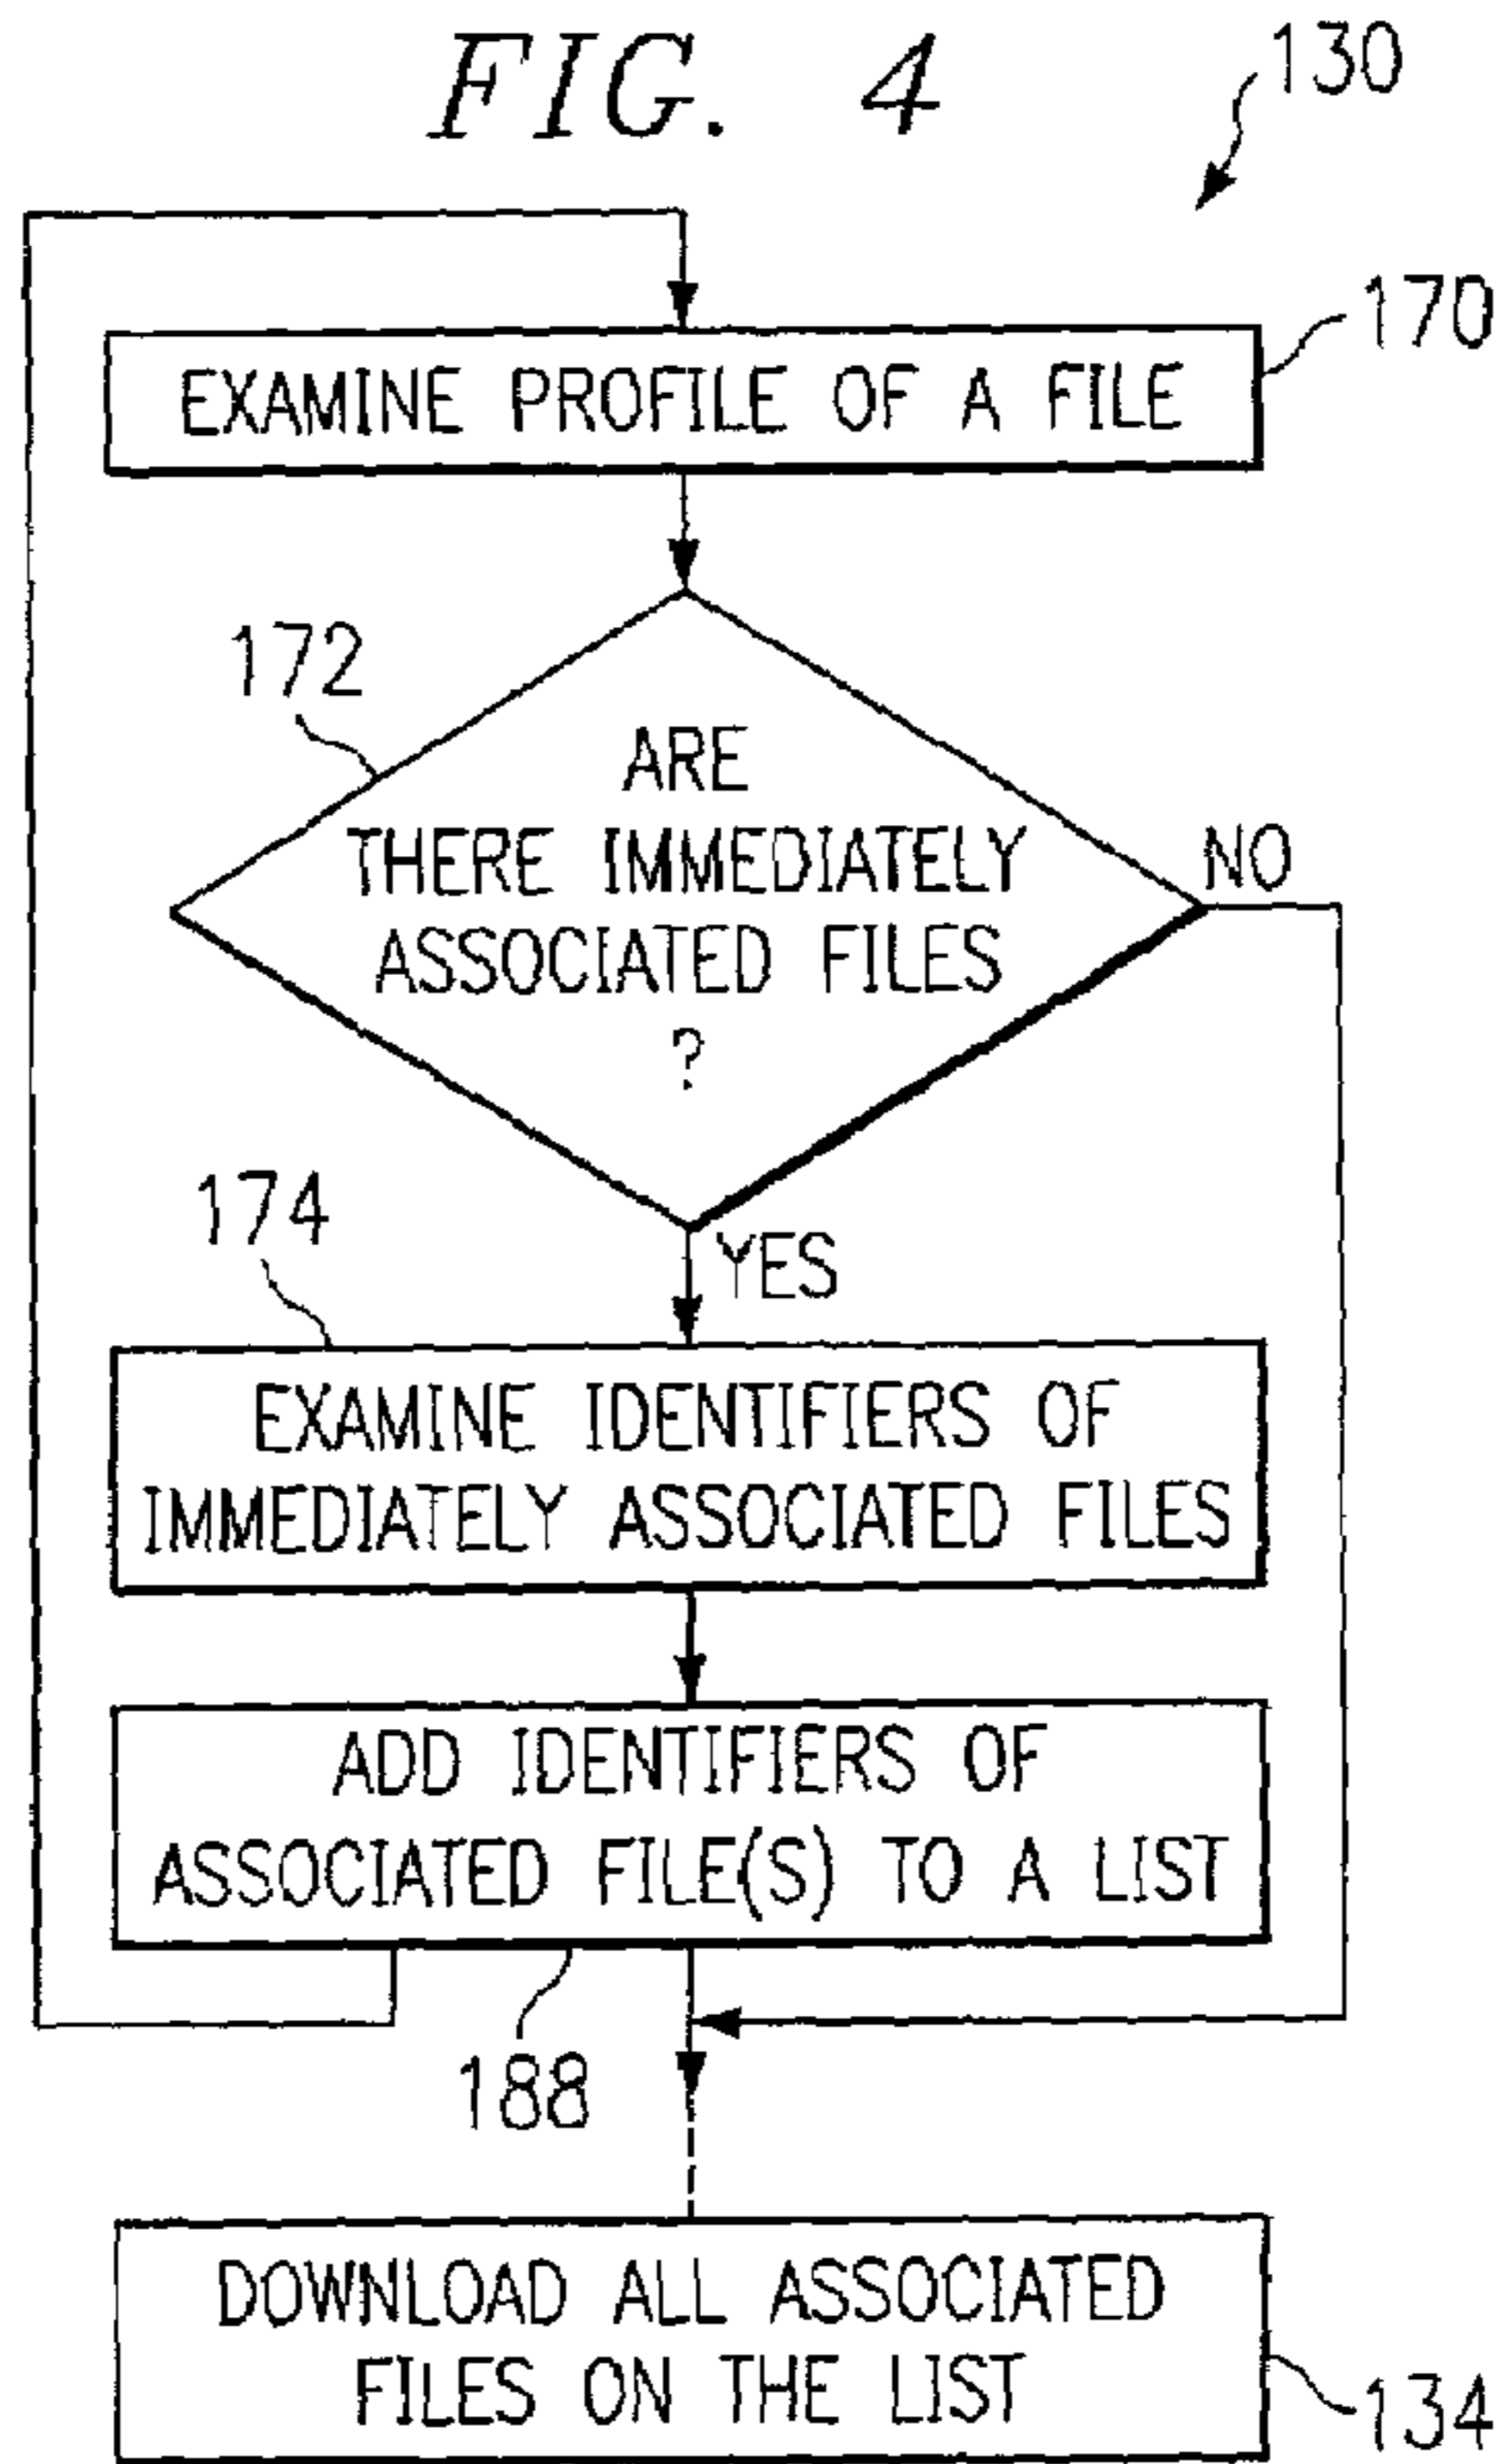 FIG. 4
130
EXAMINE PROFILE OF A FILE
170
172
ARE
THERE IMMEDIATELY
ASSOCIATED FILES
?
NO
YES
174
EXAMINE IDENTIFIERS OF
IMMEDIATELY ASSOCIATED FILES
ADD IDENTIFIERS OF
ASSOCIATED FILE(S) TO A LIST
188
DOWNLOAD ALL ASSOCIATED
FILES ON THE LIST
134